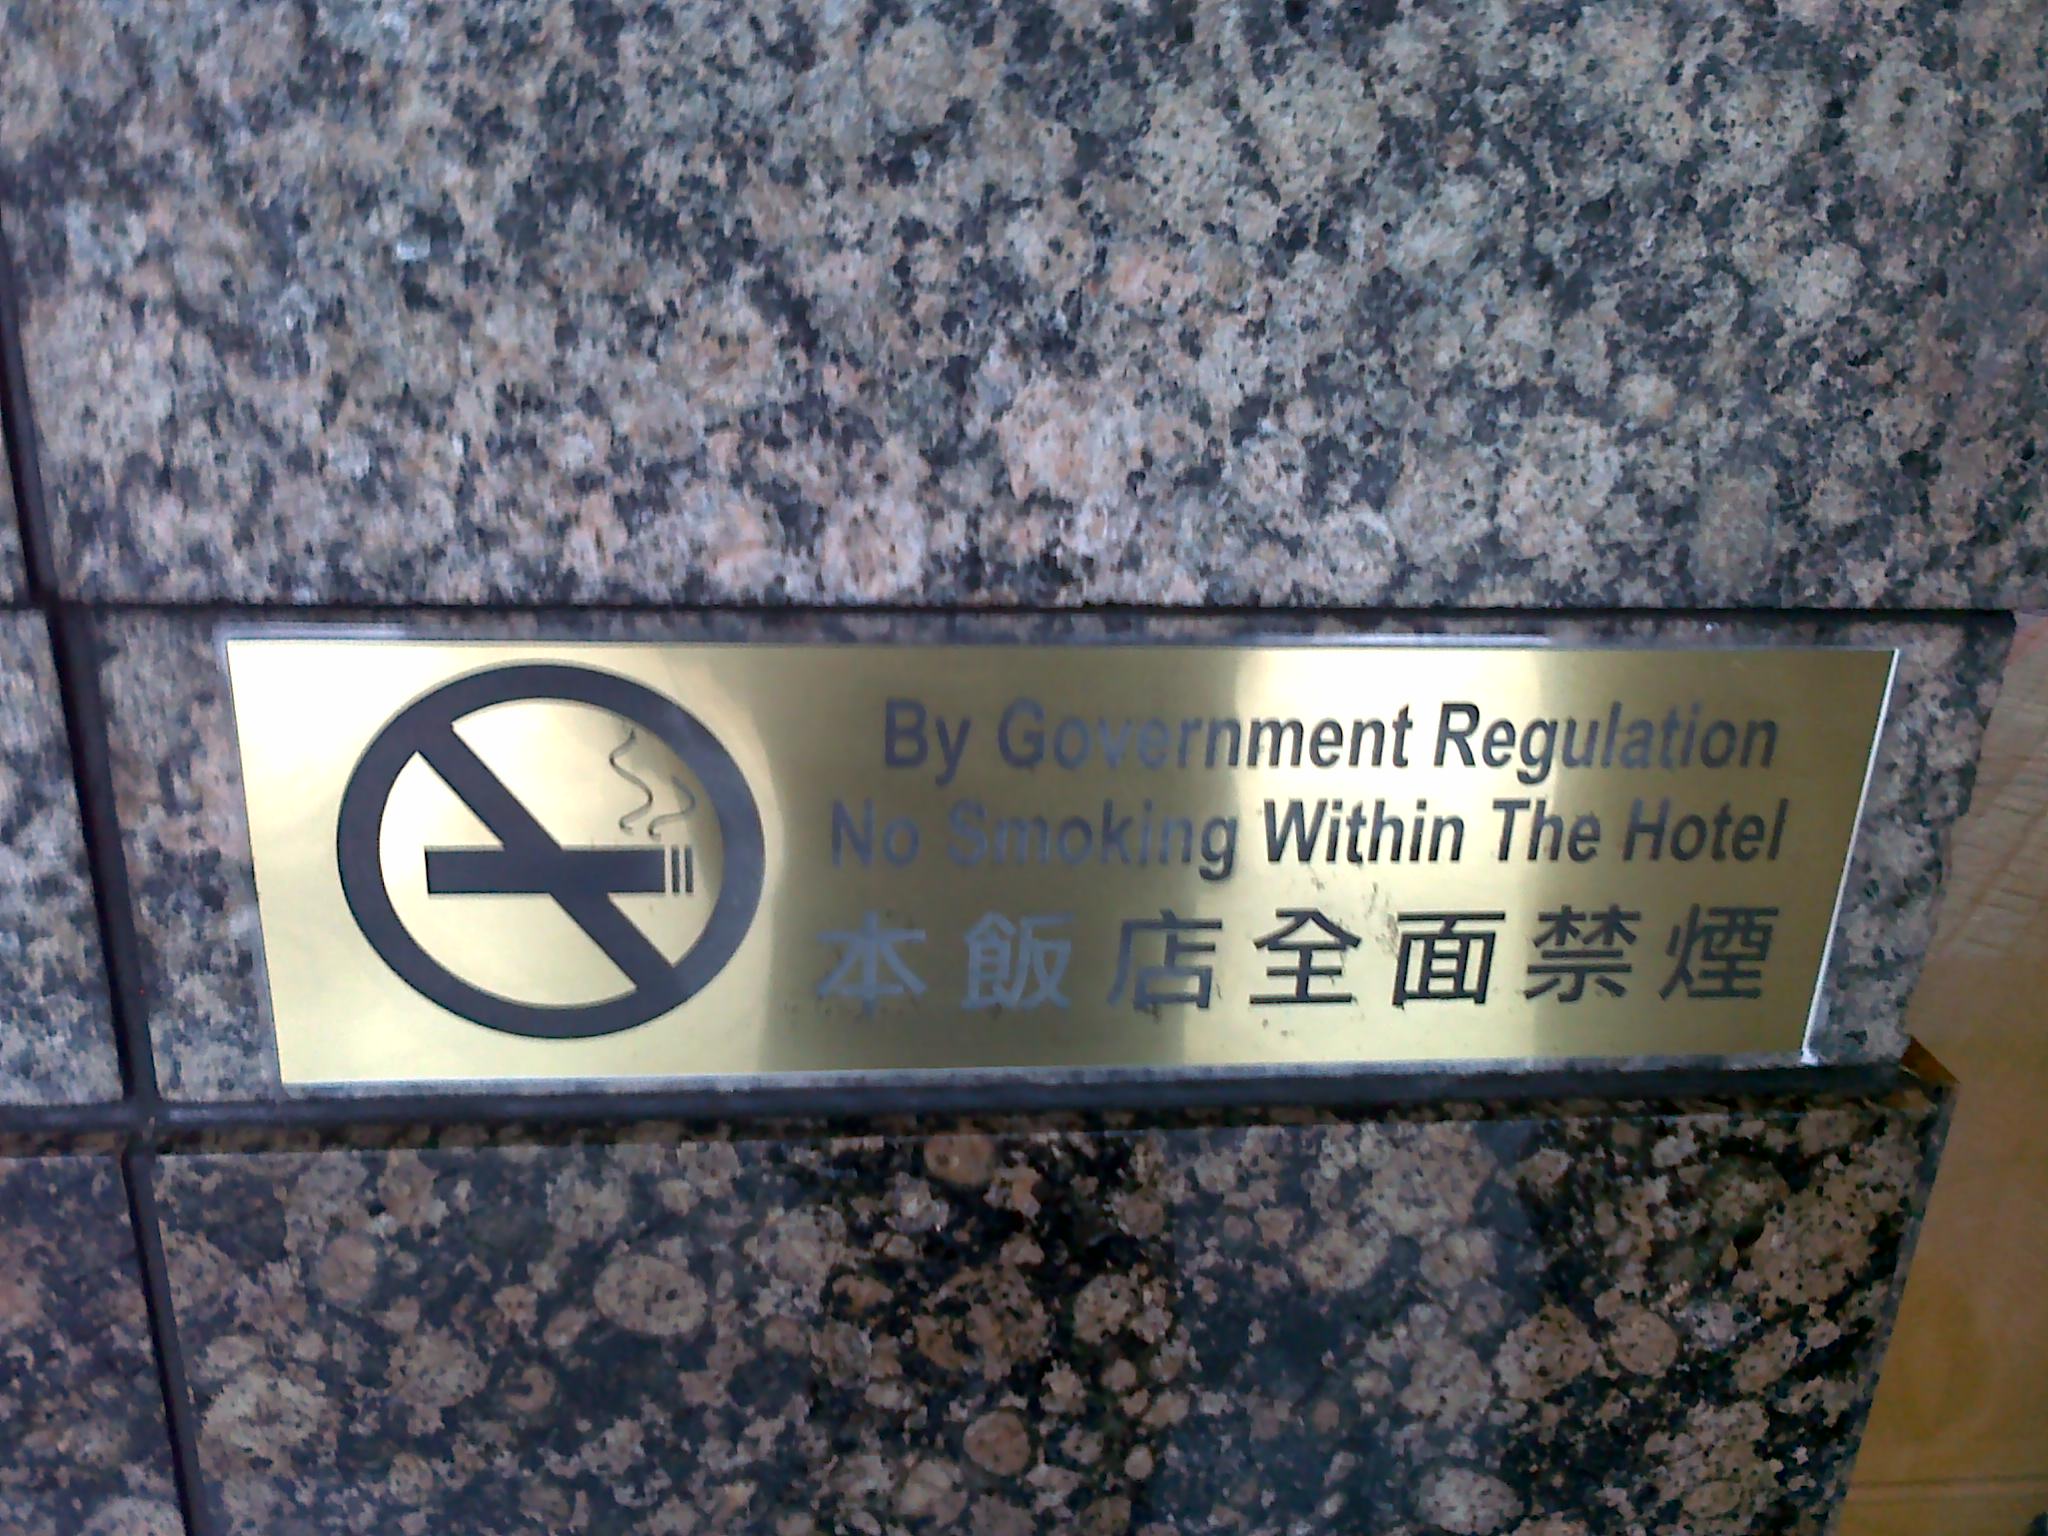 By Government Regulation
No Smoking Within The Hotel
本飯店全面禁煙